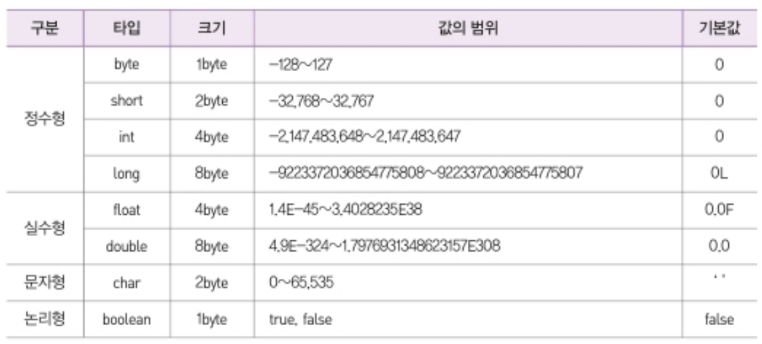 구분 타입 크기 값의 범위 기본값
정수형 byte 1byte -128~127 0
short 2byte -32,768~32,767 0
int 4byte -2,147,483,648~2,147,483,647 0
long 8byte -9223372036854775808~9223372036854775807 0L
실수형 float 4byte 1.4E-45~3.4028235E38 0.0F
double 8byte 4.9E-324~1.7976931348623157E308 0.0
문자형 char 2byte 0~65,535 ' '
논리형 boolean 1byte true, false false